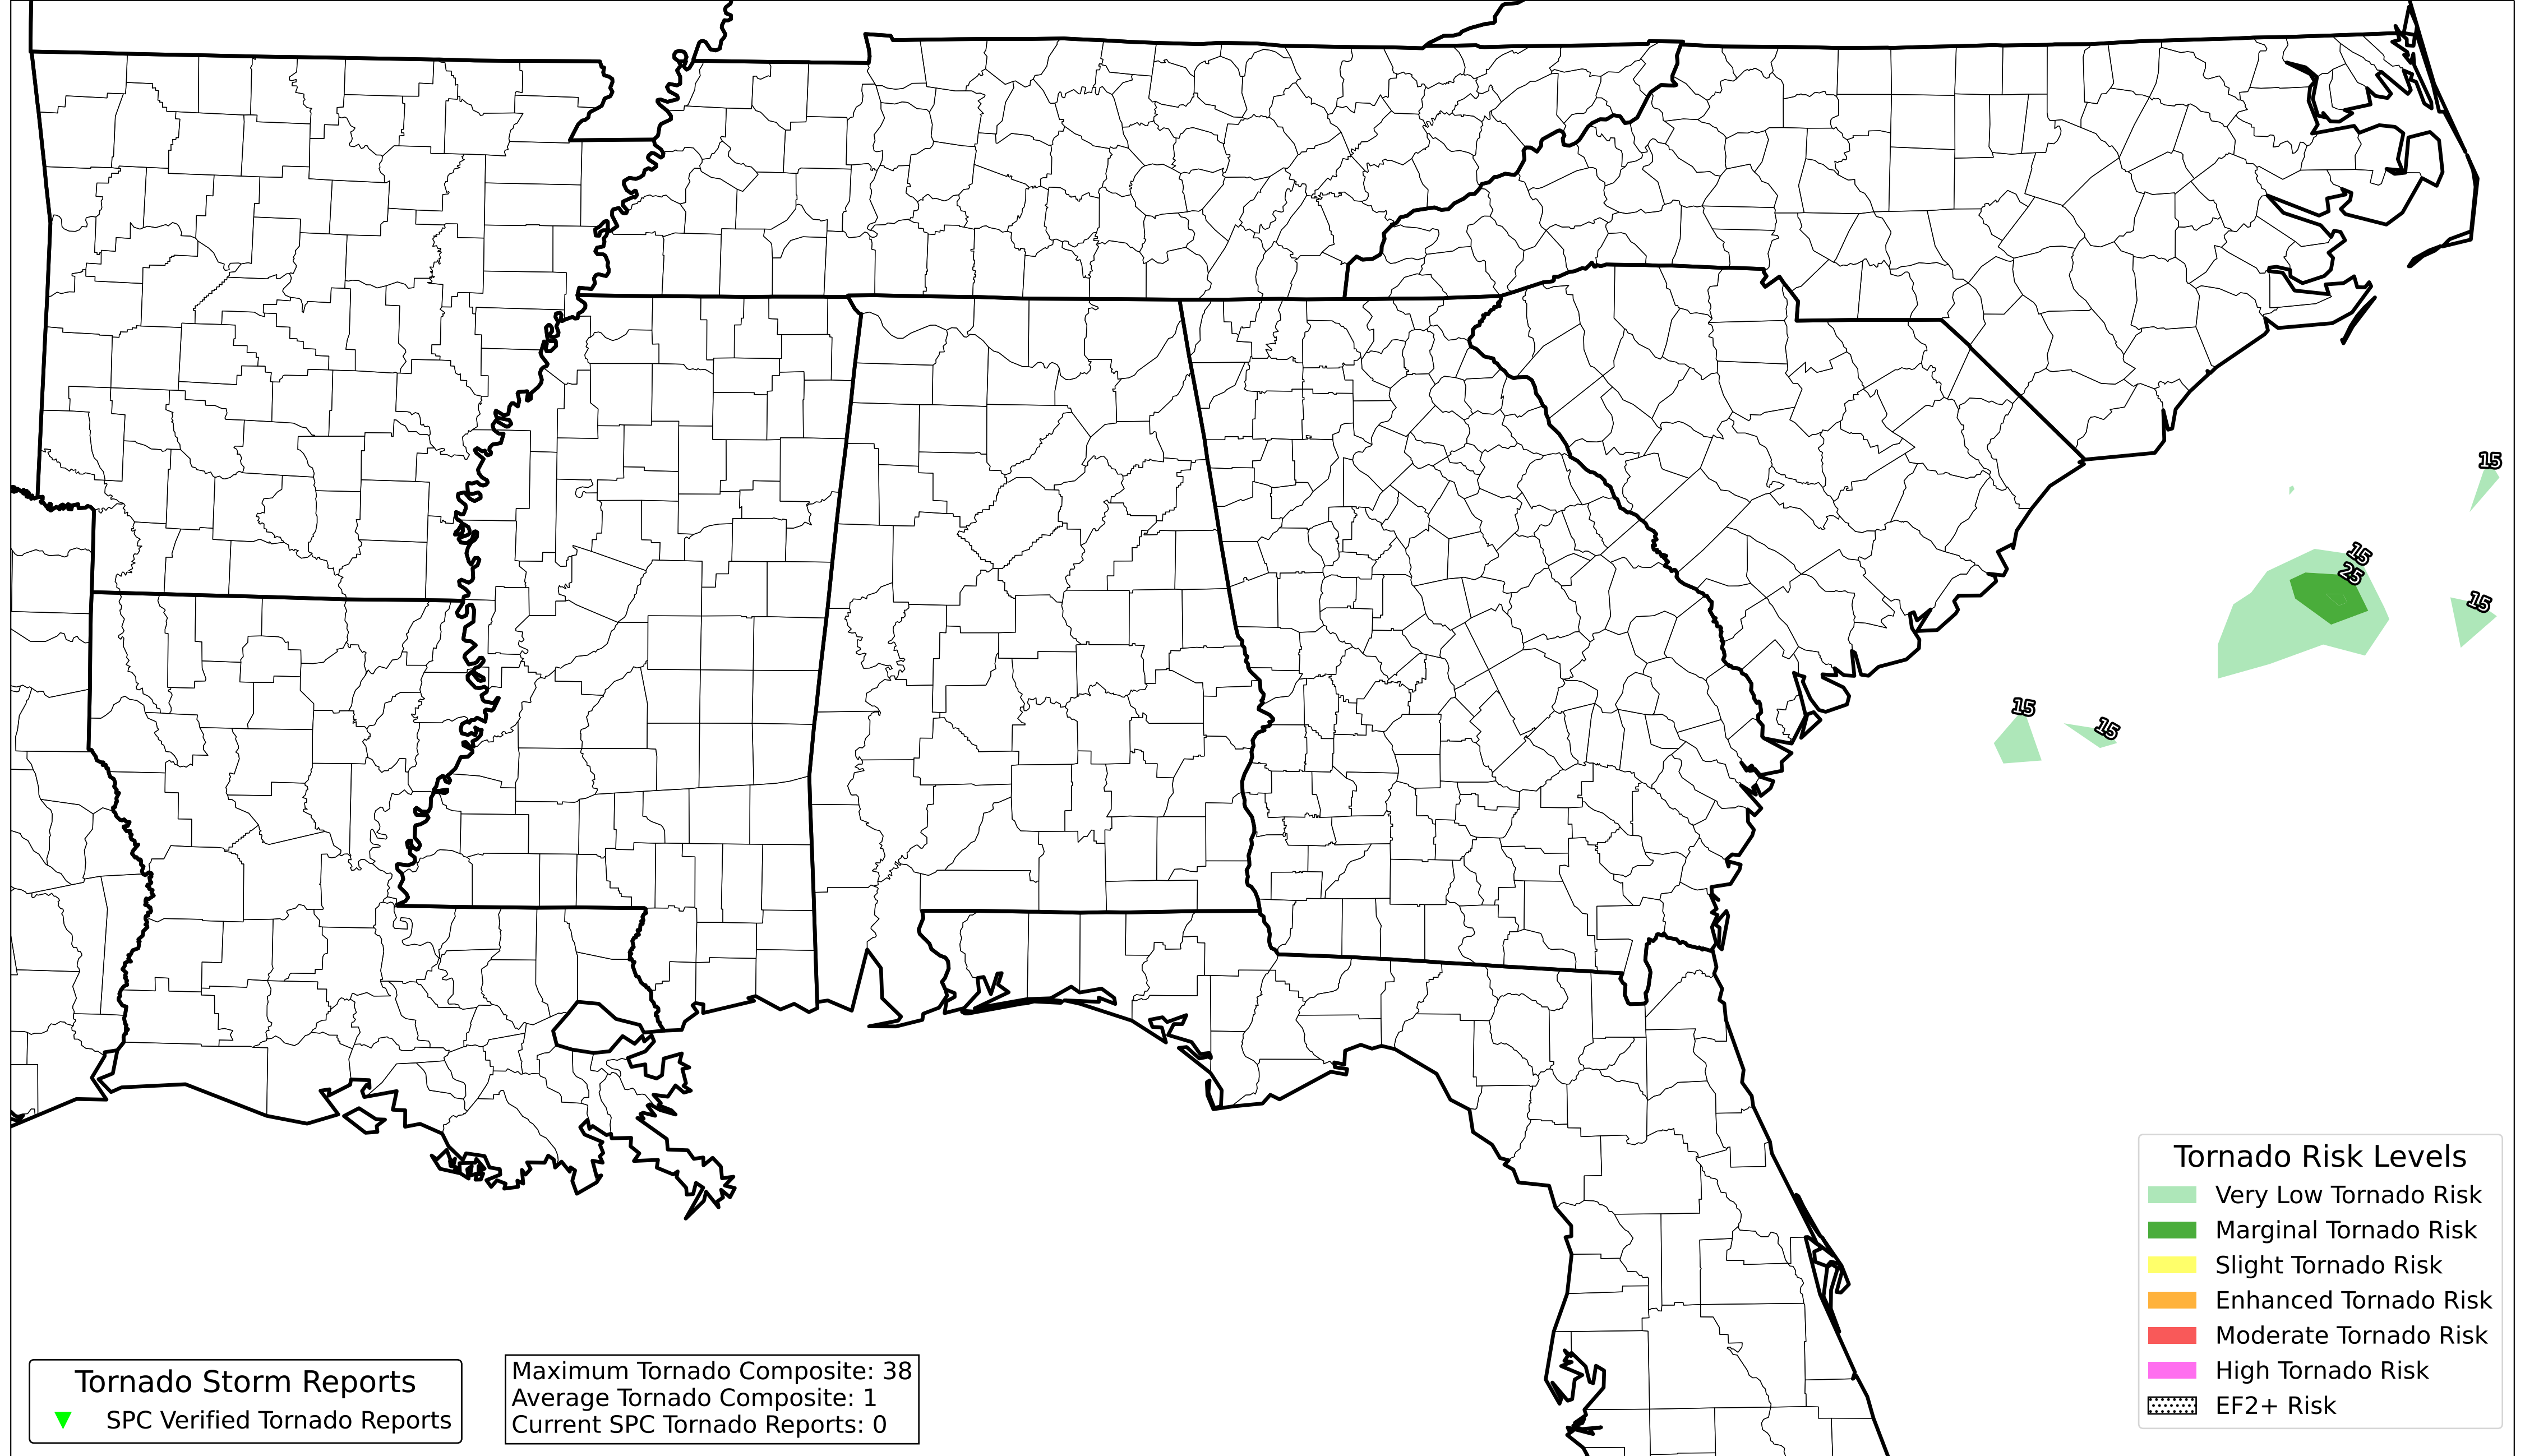 15
15
25
15
15
15
Tornado Risk Levels
Very Low Tornado Risk
Marginal Tornado Risk
Slight Tornado Risk
Enhanced Tornado Risk
Moderate Tornado Risk
High Tornado Risk
EF2+ Risk
Tornado Storm Reports
SPC Verified Tornado Reports
Maximum Tornado Composite: 38
Average Tornado Composite: 1
Current SPC Tornado Reports: 0